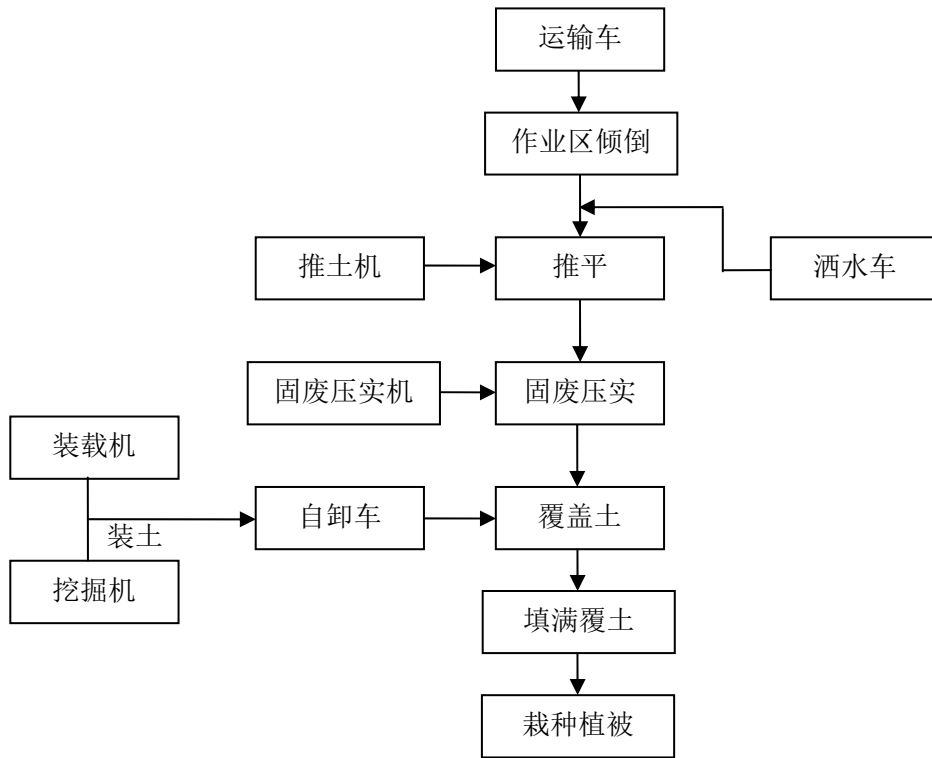 运输车
作业区倾倒
推土机
推平
洒水车
固废压实机
固废压实
装载机
装土
自卸车
覆盖土
挖掘机
填满覆土
栽种植被